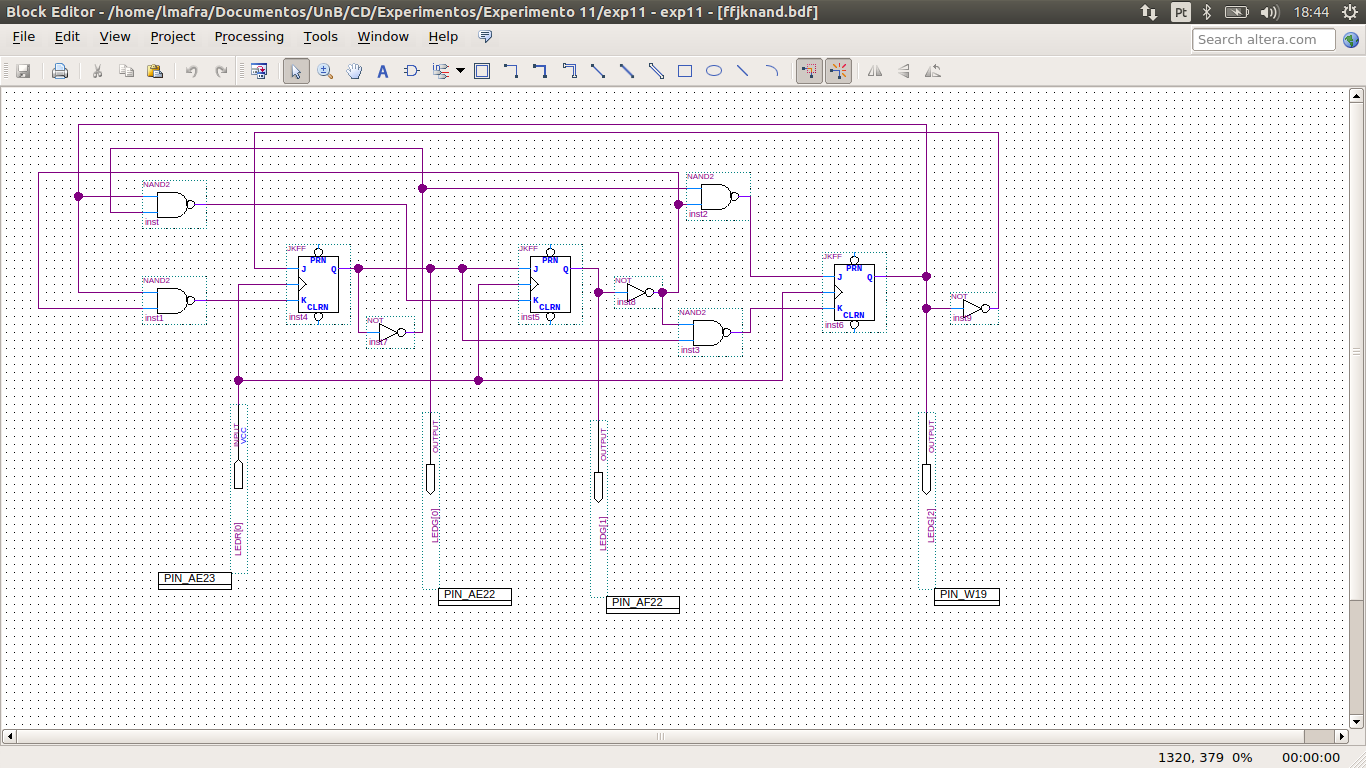 Block Editor - /home/lmafra/Documentos/UnB/CD/Experimentos/Experimento 11/exp11 - exp11 - [ffjknand.bdf]
Pt
18:44
File Edit View Project Processing Tools Window Help
Search altera.com
A
NAND2
inst
NAND2
inst2
JKFF
PRN
J Q
K
CLRN
inst4
JKFF
PRN
J Q
K
CLRN
inst5
JKFF
PRN
J Q
K
CLRN
inst6
NAND2
inst1
NOT
inst7
NOT
inst8
NAND2
inst3
NOT
inst9
INPUT
VCC
OUTPUT
OUTPUT
OUTPUT
LEDR[0]
LEDG[0]
LEDG[1]
LEDG[2]
PIN_AE23
PIN_AE22
PIN_AF22
PIN_W19
1320, 379 0% 00:00:00